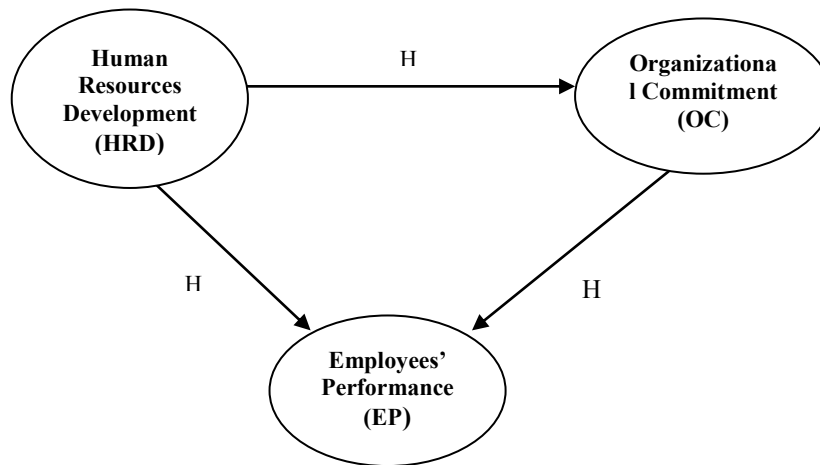 Human
Resources
Development
(HRD)
H
Organizationa
l Commitment
(OC)
H
H
Employees’
Performance
(EP)